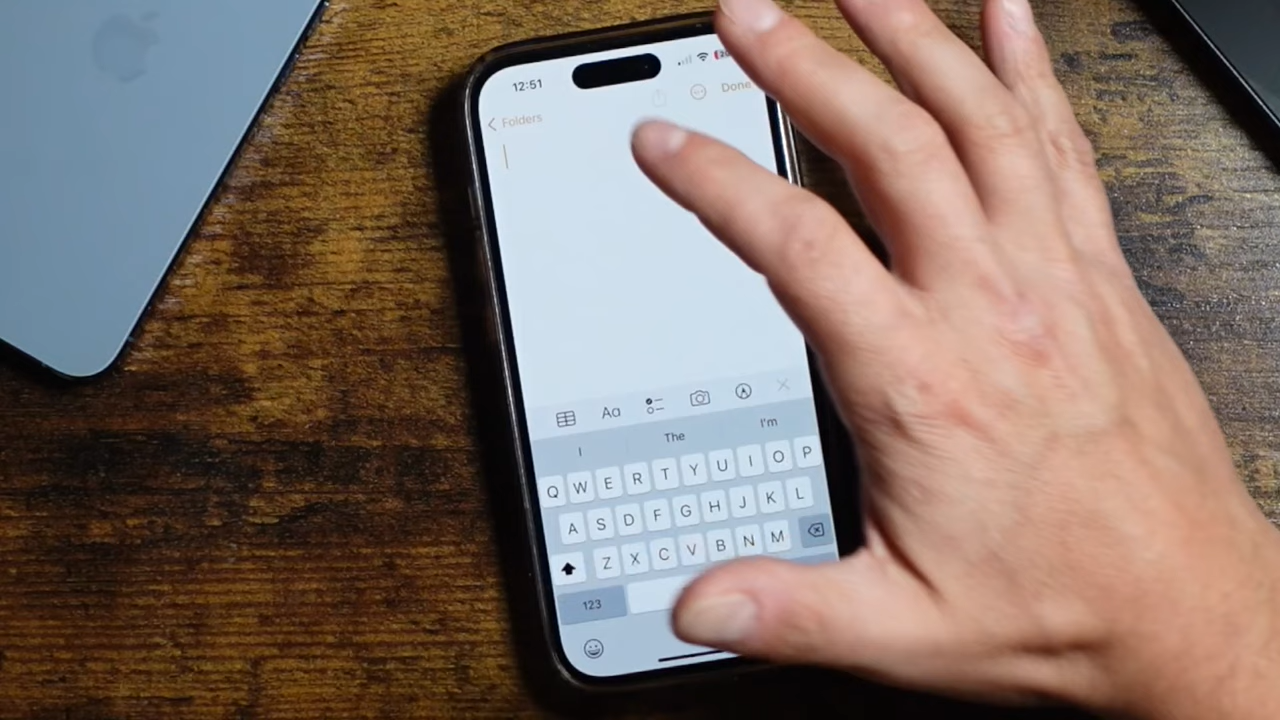 12:51
Done
Folders
Aa
I The I'm
Q W E R T Y U I O P
A S D F G H J K L
Z X C V B N M
123